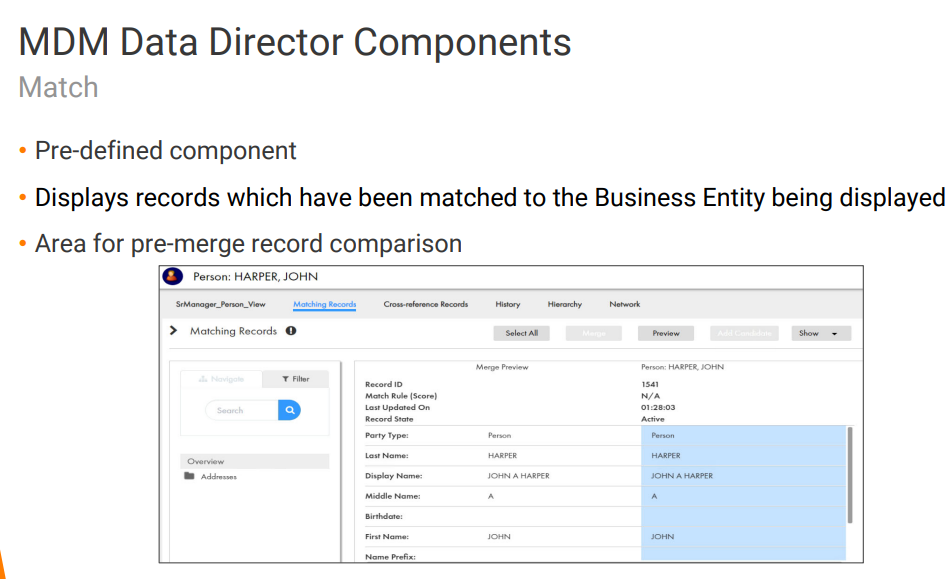 MDM Data Director Components
Match
• Pre-defined component
• Displays records which have been matched to the Business Entity being displayed
• Area for pre-merge record comparison
Person: HARPER, JOHN
SrManager_Person_View Matching Records Cross-reference Records History Hierarchy Network
Matching Records Select All Merge Preview Add Candidate Show
Navigate Filter
Search
Overview
Addresses
Merge Preview Person: HARPER, JOHN
Record ID 1541
Match Rule (Score) N/A
Last Updated On 01:28:03
Record State Active
Party Type: Person Person
Last Name: HARPER HARPER
Display Name: JOHN A HARPER JOHN A HARPER
Middle Name: A A
Birthdate:
First Name: JOHN JOHN
Name Prefix: